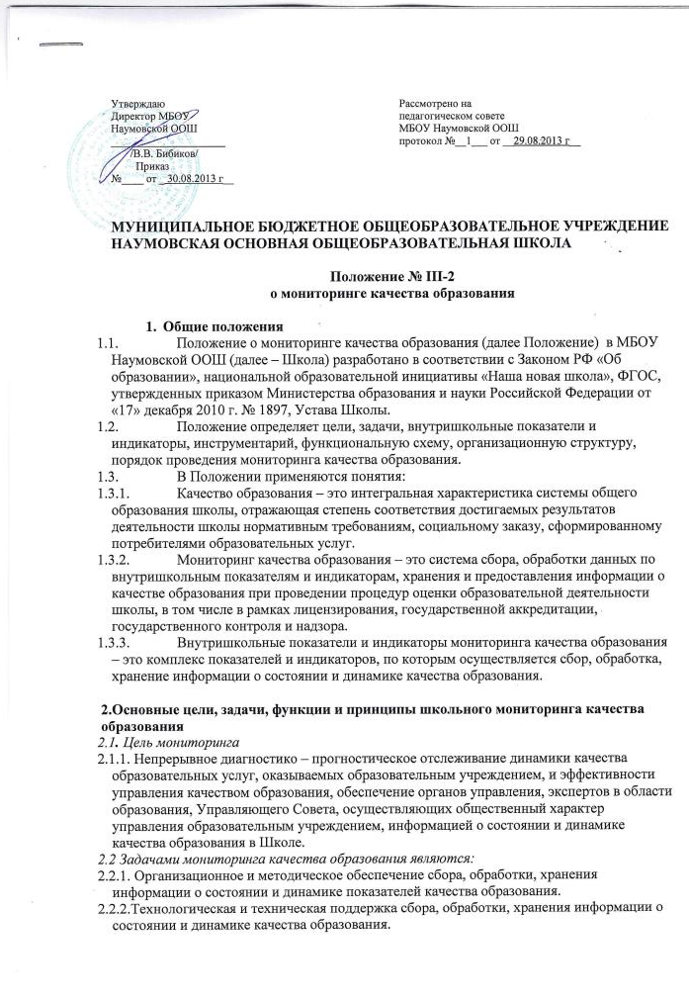 Утверждаю
Директор МБОУ
Наумовской ООШ
/В.В. Бибиков/
Приказ
№____ от __30.08.2013 г__
Рассмотрено на
педагогическом совете
МБОУ Наумовской ООШ
протокол №__1___ от __29.08.2013 г__
МУНИЦИПАЛЬНОЕ БЮДЖЕТНОЕ ОБЩЕОБРАЗОВАТЕЛЬНОЕ УЧРЕЖДЕНИЕ
НАУМОВСКАЯ ОСНОВНАЯ ОБЩЕОБРАЗОВАТЕЛЬНАЯ ШКОЛА
Положение № III-2
о мониторинге качества образования
1. Общие положения
1.1. Положение о мониторинге качества образования (далее Положение) в МБОУ
Наумовской ООШ (далее – Школа) разработано в соответствии с Законом РФ «Об
образовании», национальной образовательной инициативы «Наша новая школа», ФГОС,
утвержденных приказом Министерства образования и науки Российской Федерации от
«17» декабря 2010 г. № 1897, Устава Школы.
1.2. Положение определяет цели, задачи, внутришкольные показатели и
индикаторы, инструментарий, функциональную схему, организационную структуру,
порядок проведения мониторинга качества образования.
1.3. В Положении применяются понятия:
1.3.1. Качество образования – это интегральная характеристика системы общего
образования школы, отражающая степень соответствия достигаемых результатов
деятельности школы нормативным требованиям, социальному заказу, сформированному
потребителями образовательных услуг.
1.3.2. Мониторинг качества образования – это система сбора, обработки данных по
внутришкольным показателям и индикаторам, хранения и предоставления информации о
качестве образования при проведении процедур оценки образовательной деятельности
школы, в том числе в рамках лицензирования, государственной аккредитации,
государственного контроля и надзора.
1.3.3. Внутришкольные показатели и индикаторы мониторинга качества образования
– это комплекс показателей и индикаторов, по которым осуществляется сбор, обработка,
хранение информации о состоянии и динамике качества образования.
2.Основные цели, задачи, функции и принципы школьного мониторинга качества
образования
2.1. Цель мониторинга
2.1.1. Непрерывное диагностико – прогностическое отслеживание динамики качества
образовательных услуг, оказываемых образовательным учреждением, и эффективности
управления качеством образования, обеспечение органов управления, экспертов в области
образования, Управляющего Совета, осуществляющих общественный характер
управления образовательным учреждением, информацией о состоянии и динамике
качества образования в Школе.
2.2 Задачами мониторинга качества образования являются:
2.2.1. Организационное и методическое обеспечение сбора, обработки, хранения
информации о состоянии и динамике показателей качества образования.
2.2.2.Технологическая и техническая поддержка сбора, обработки, хранения информации о
состоянии и динамике качества образования.